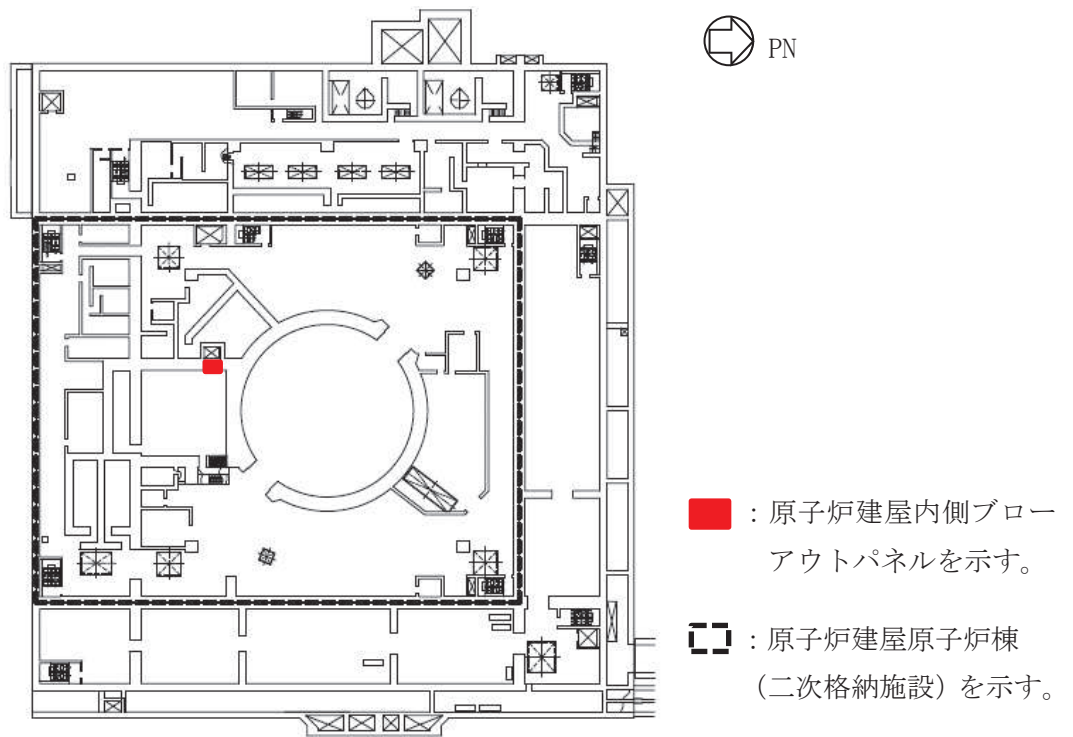 PN
：原子炉建屋内側ブロー
アウトパネルを示す。
：原子炉建屋原子炉棟
（二次格納施設）を示す。